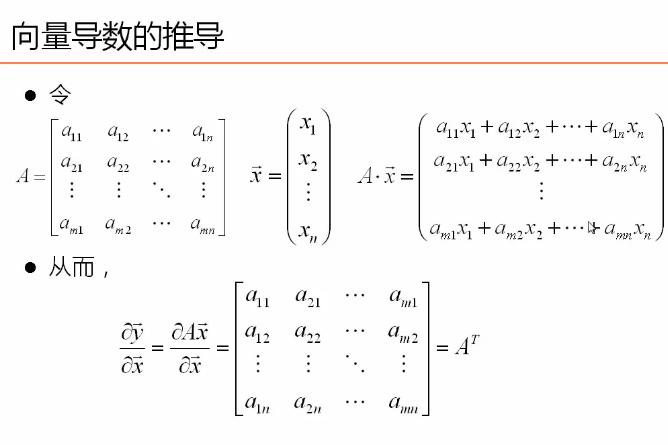 向量导数的推导
● 令
A = [a₁₁ a₁₂ ⋯ a₁ₙ; a₂₁ a₂₂ ⋯ a₂ₙ; ⋮ ⋮ ⋱ ⋮; aₘ₁ aₘ₂ ⋯ aₘₙ] x⃗ = (x₁; x₂; ⋮; xₙ) A·x⃗ = (a₁₁x₁ + a₁₂x₂ + ⋯ + a₁ₙxₙ; a₂₁x₁ + a₂₂x₂ + ⋯ + a₂ₙxₙ; ⋮; aₘ₁x₁ + aₘ₂x₂ + ⋯ + aₘₙxₙ)
● 从而，
∂y⃗/∂x⃗ = ∂Ax⃗/∂x⃗ = [a₁₁ a₂₁ ⋯ aₘ₁; a₁₂ a₂₂ ⋯ aₘ₂; ⋮ ⋮ ⋱ ⋮; a₁ₙ a₂ₙ ⋯ aₘₙ] = Aᵀ